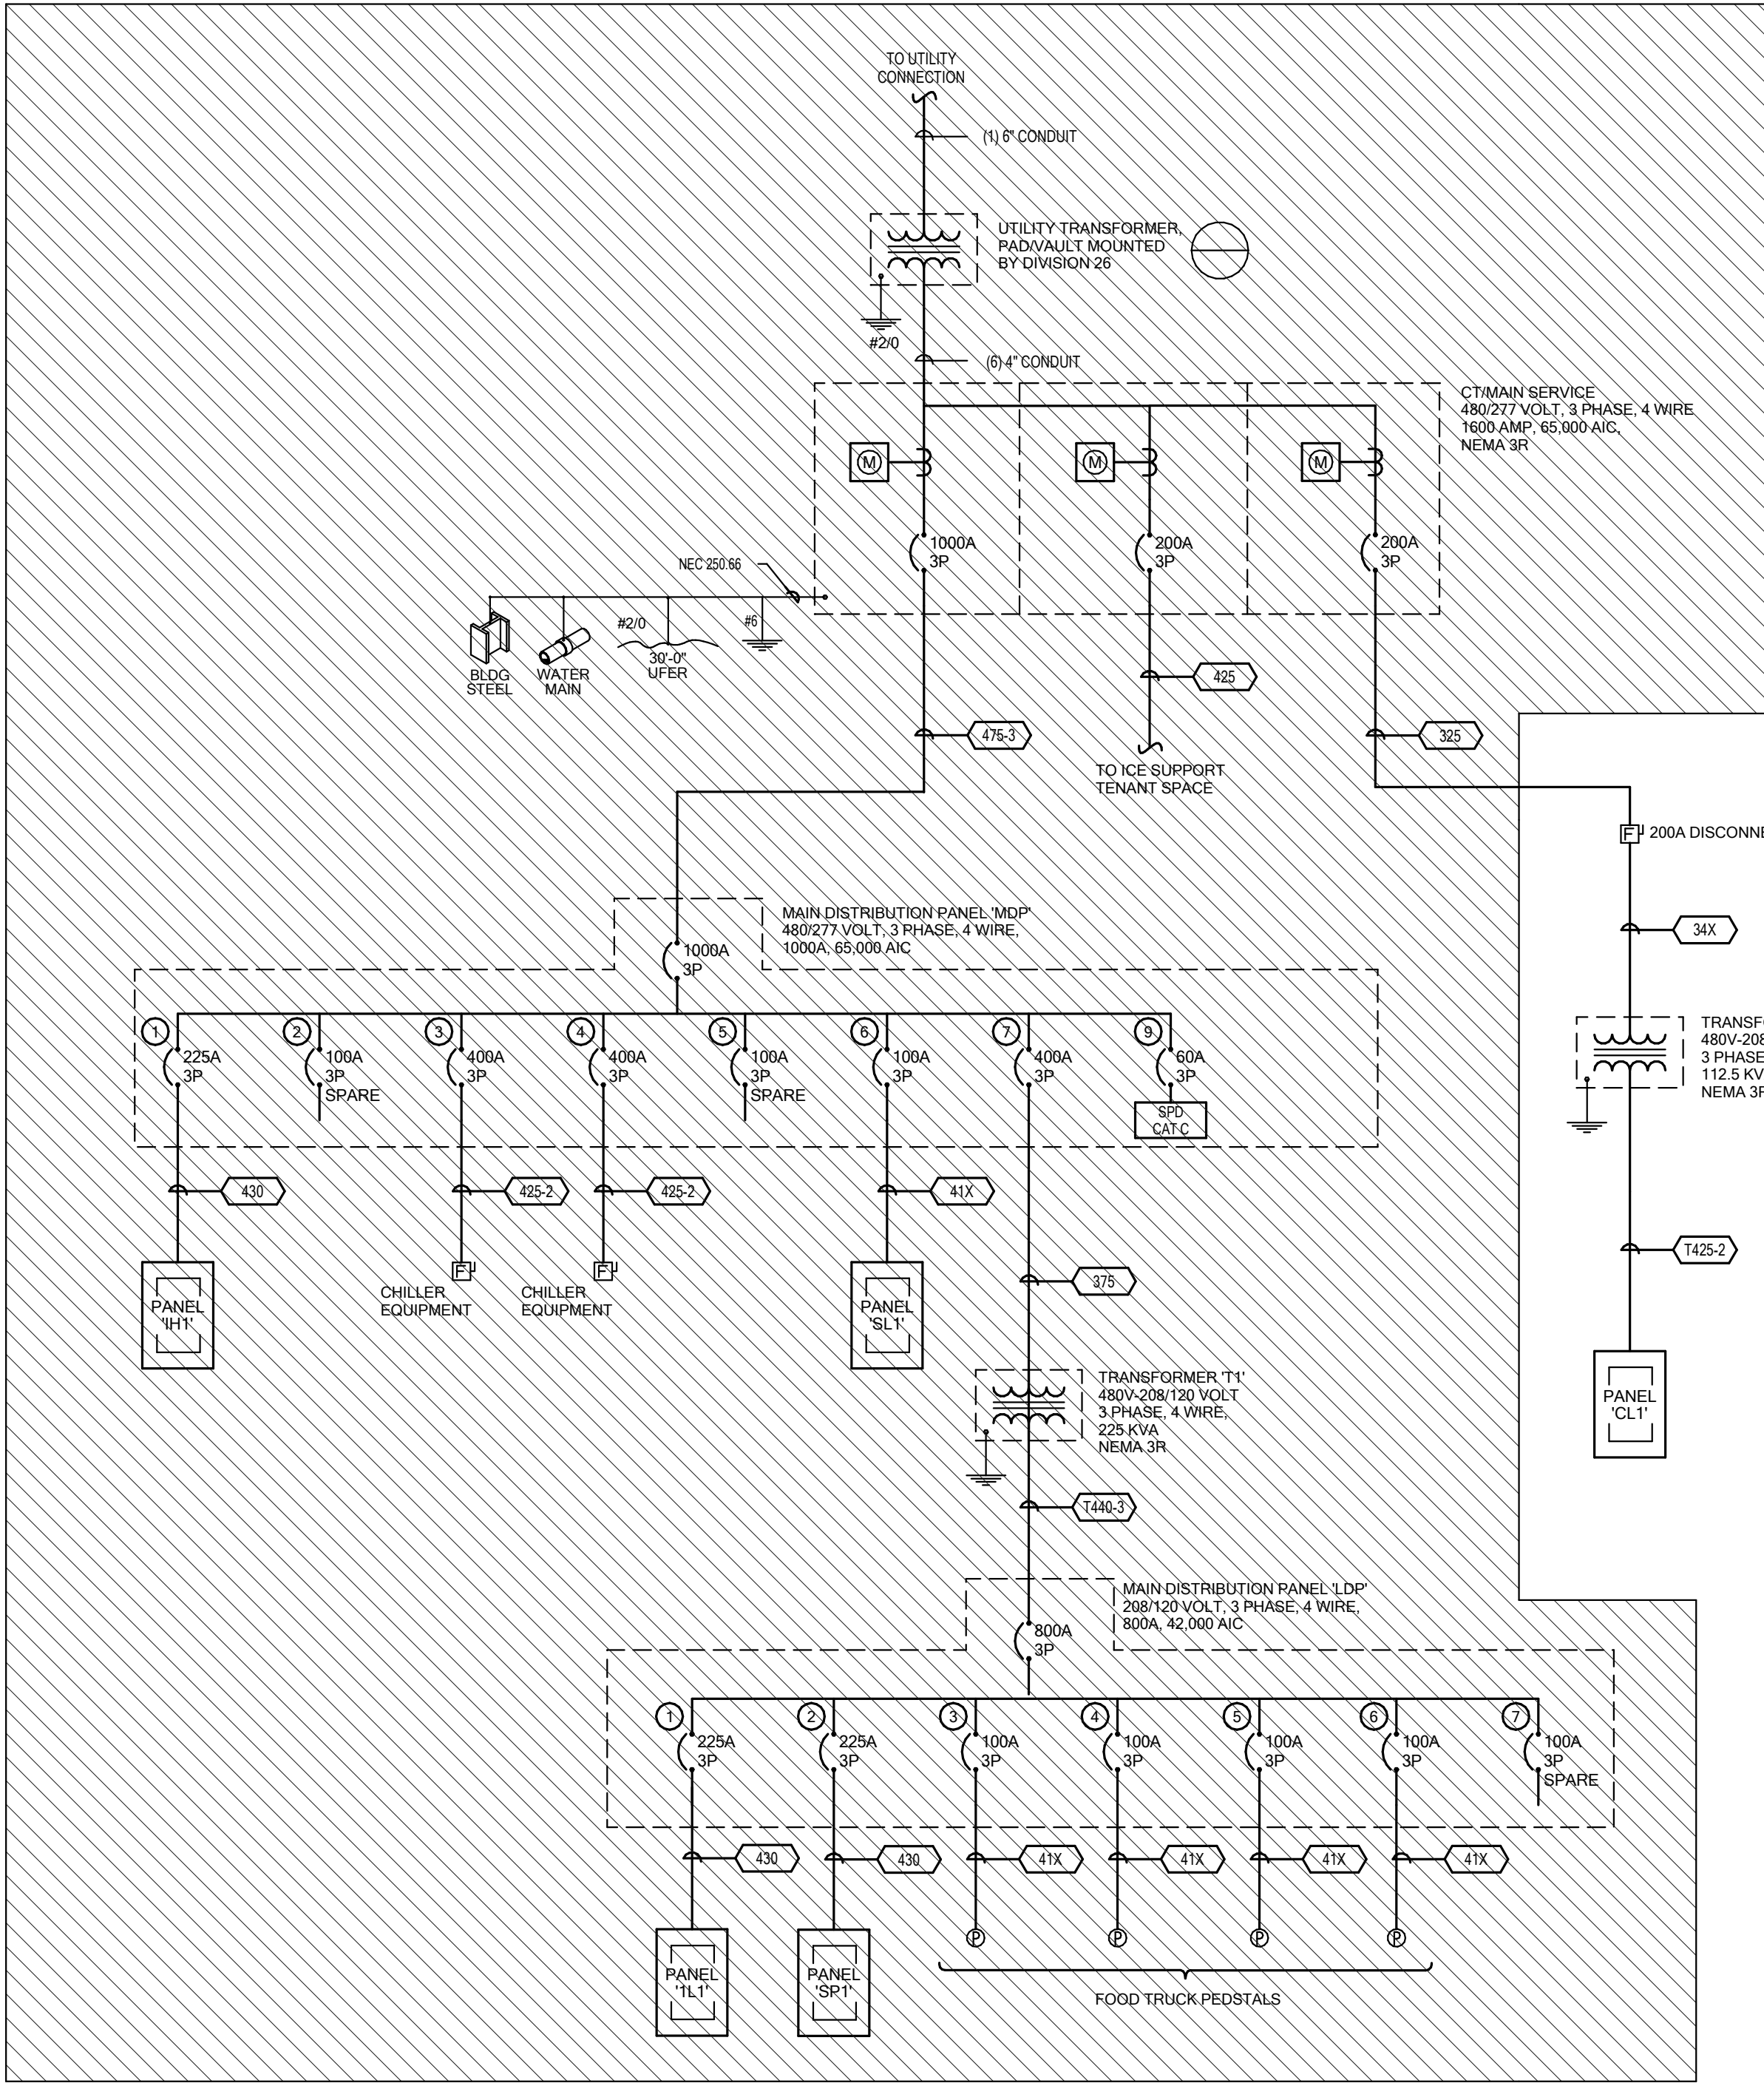 TO UTILITY
CONNECTION
(1) 6" CONDUIT
UTILITY TRANSFORMER,
PAD/VAULT MOUNTED
BY DIVISION 26
#2/0
(6) 4" CONDUIT
CT/MAIN SERVICE
480/277 VOLT, 3 PHASE, 4 WIRE
1600 AMP, 65,000 AIC,
NEMA 3R
M
M
M
1000A
3P
200A
3P
200A
3P
NEC 250.66
#2/0
#6
30'-0"
UFER
BLDG
STEEL
WATER
MAIN
425
475-3
325
TO ICE SUPPORT
TENANT SPACE
F
200A DISCONNE
34X
MAIN DISTRIBUTION PANEL 'MDP'
480/277 VOLT, 3 PHASE, 4 WIRE,
1000A, 65,000 AIC
1000A
3P
1
225A
3P
2
100A
3P
SPARE
3
400A
3P
4
400A
3P
5
100A
3P
SPARE
6
100A
3P
7
400A
3P
9
60A
3P
SPD
CAT C
TRANSF
480V-208
3 PHASE
112.5 KV
NEMA 3R
430
425-2
425-2
41X
T425-2
375
PANEL
'IH1'
F
CHILLER
EQUIPMENT
F
CHILLER
EQUIPMENT
PANEL
'SL1'
TRANSFORMER 'T1'
480V-208/120 VOLT
3 PHASE, 4 WIRE,
225 KVA
NEMA 3R
PANEL
'CL1'
T440-3
MAIN DISTRIBUTION PANEL 'LDP'
208/120 VOLT, 3 PHASE, 4 WIRE,
800A, 42,000 AIC
800A
3P
1
225A
3P
2
225A
3P
3
100A
3P
4
100A
3P
5
100A
3P
6
100A
3P
7
100A
3P
SPARE
430
430
41X
41X
41X
41X
P
P
P
P
PANEL
'1L1'
PANEL
'SP1'
FOOD TRUCK PEDSTALS